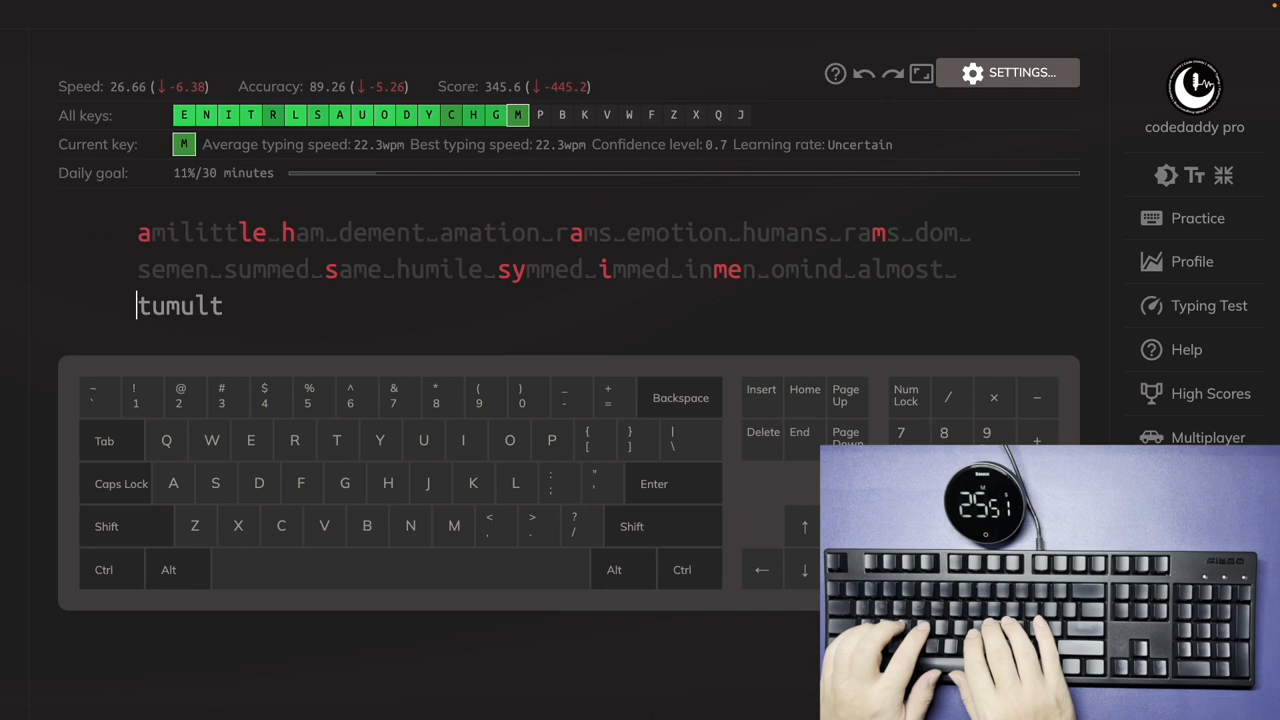 Speed: 26.66 (↓-6.38) Accuracy: 89.26 (↓-5.26) Score: 345.6 (↓-445.2)
SETTINGS...
All keys: E N I T R L S A U O D Y C H G M P B K V W F Z X Q J
Current key: M Average typing speed: 22.3wpm Best typing speed: 22.3wpm Confidence level: 0.7 Learning rate: Uncertain
Daily goal: 11%/30 minutes
amilittle ham dement amation rams emotion humans rams dom
semen summed same humile symmed immed inmen omind almost
tumult
~ ! @ # $ % ^ & * ( ) _ +
` 1 2 3 4 5 6 7 8 9 0 - = Backspace
Tab Q W E R T Y U I O P { [ } ] | \
Caps Lock A S D F G H J K L : ; " ' Enter
Shift Z X C V B N M < , > . ? / Shift
Ctrl Alt Alt Ctrl
Insert Home Page Up
Delete End Page Down
↑
← ↓
Num Lock / × −
7 8 9 +
codedaddy pro
Practice
Profile
Typing Test
Help
High Scores
Multiplayer
Baseus
M S
25 51